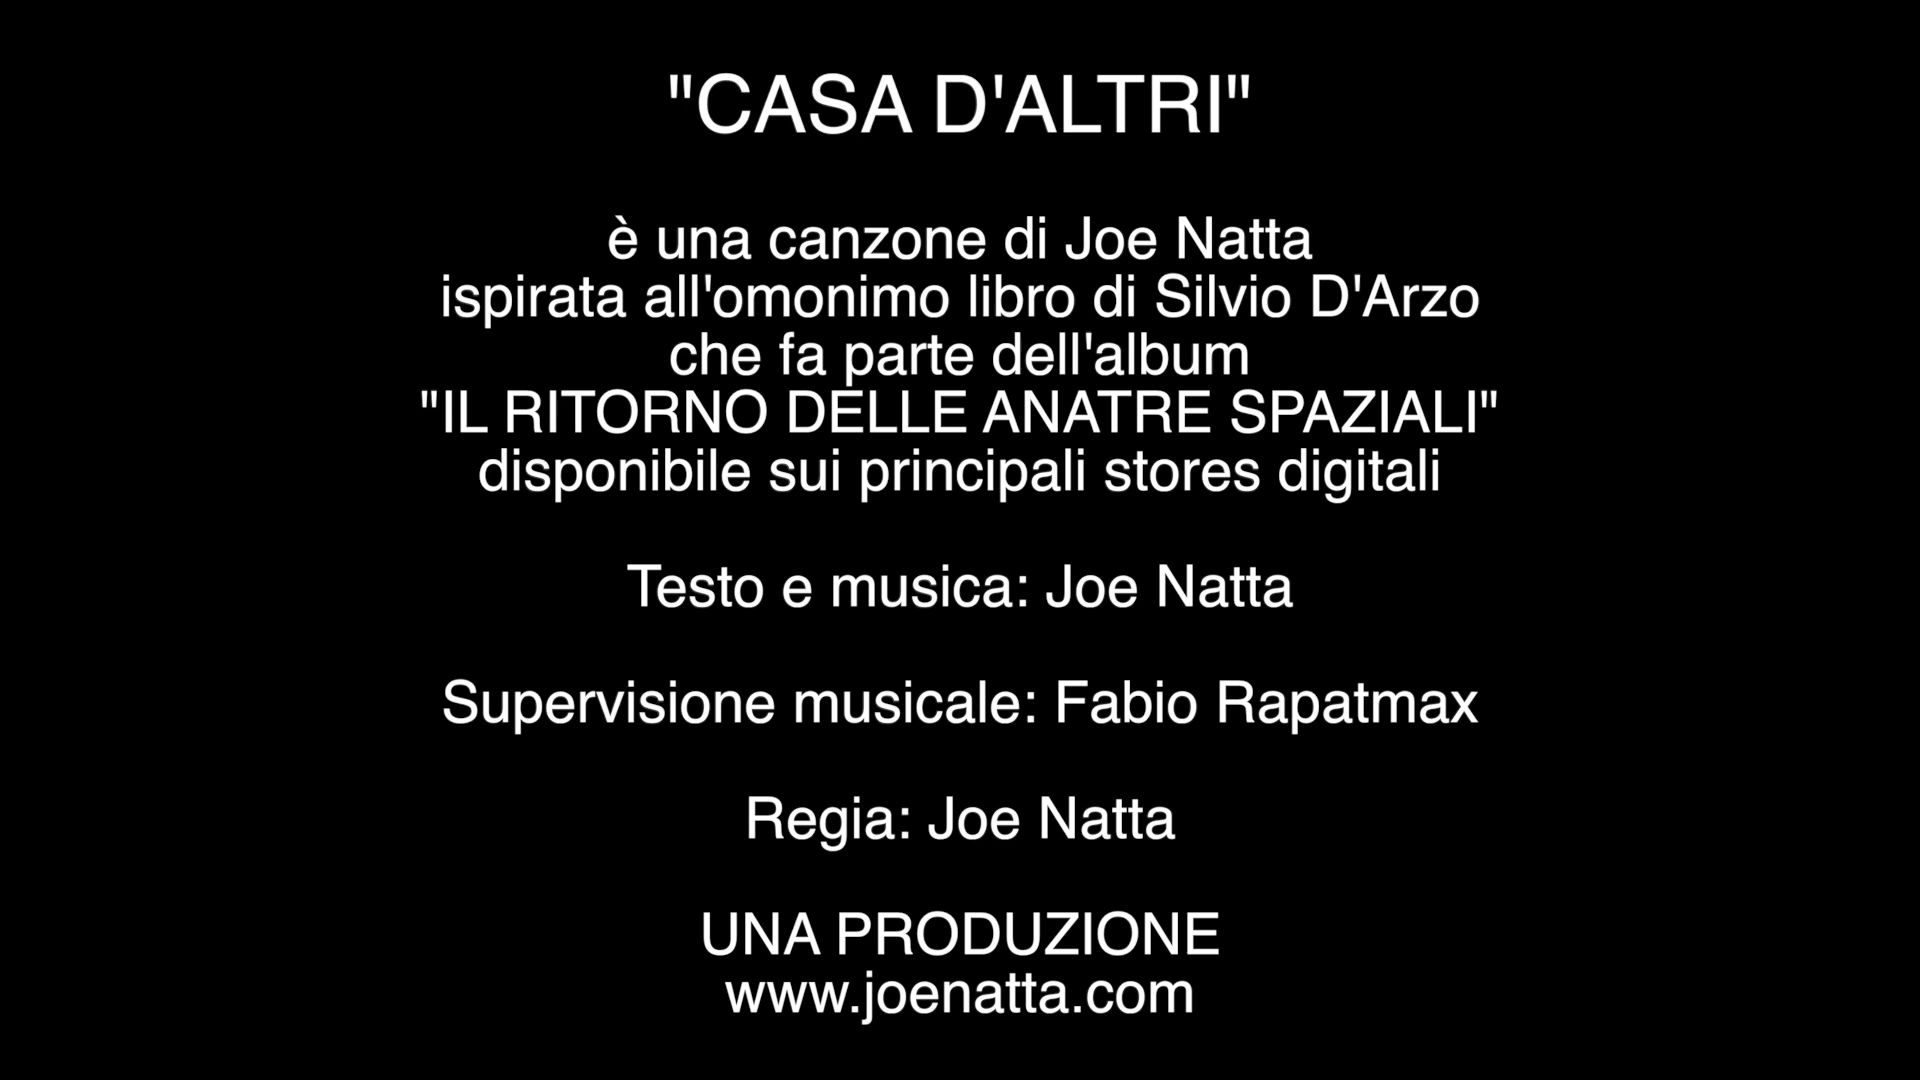 "CASA D'ALTRI"
è una canzone di Joe Natta
ispirata all'omonimo libro di Silvio D'Arzo
che fa parte dell'album
"IL RITORNO DELLE ANATRE SPAZIALI"
disponibile sui principali stores digitali
Testo e musica: Joe Natta
Supervisione musicale: Fabio Rapatmax
Regia: Joe Natta
UNA PRODUZIONE
www.joenatta.com